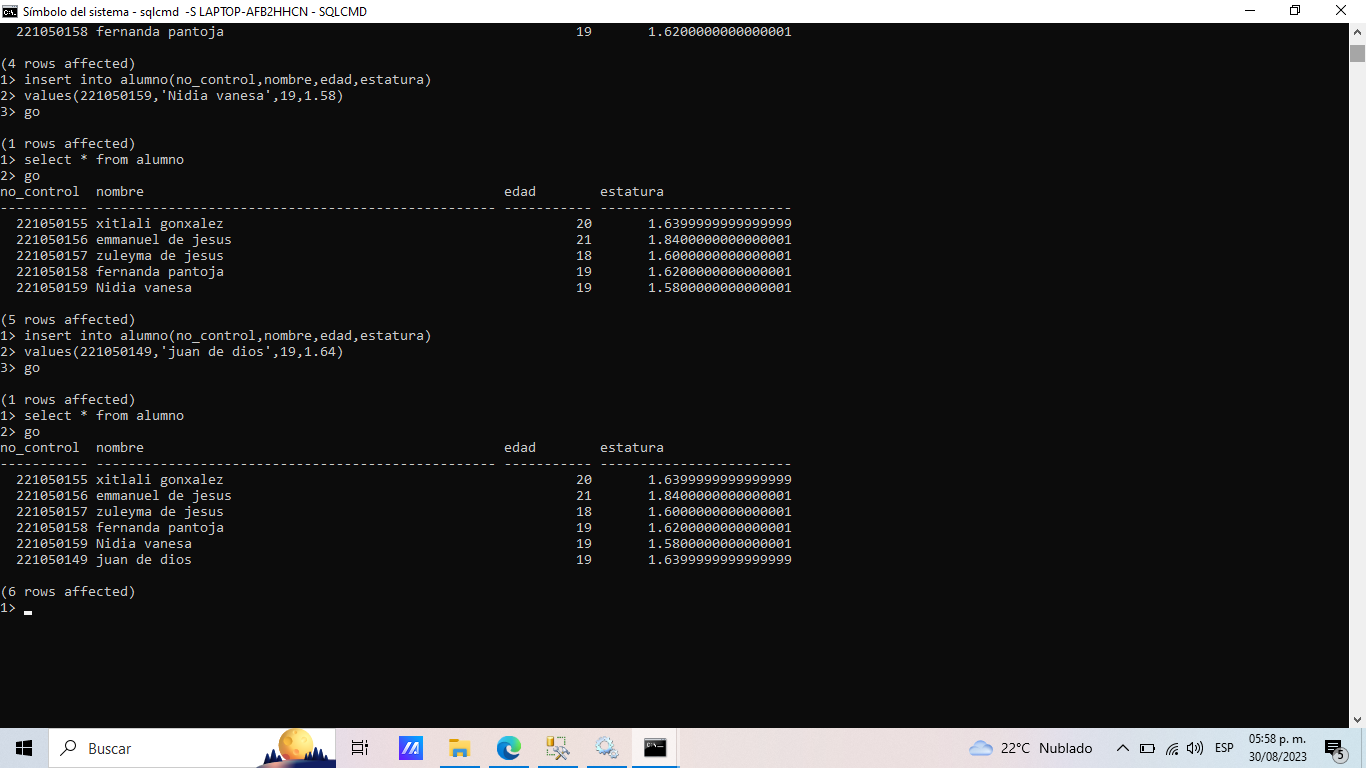 Símbolo del sistema - sqlcmd -S LAPTOP-AFB2HHCN - SQLCMD
221050158 fernanda pantoja 19 1.6200000000000001
(4 rows affected)
1> insert into alumno(no_control,nombre,edad,estatura)
2> values(221050159,'Nidia vanesa',19,1.58)
3> go
(1 rows affected)
1> select * from alumno
2> go
no_control nombre edad estatura
----------- -------------------------------------------------- ----------- ------------------------
221050155 xitlali gonxalez 20 1.6399999999999999
221050156 emmanuel de jesus 21 1.8400000000000001
221050157 zuleyma de jesus 18 1.6000000000000001
221050158 fernanda pantoja 19 1.6200000000000001
221050159 Nidia vanesa 19 1.5800000000000001
(5 rows affected)
1> insert into alumno(no_control,nombre,edad,estatura)
2> values(221050149,'juan de dios',19,1.64)
3> go
(1 rows affected)
1> select * from alumno
2> go
no_control nombre edad estatura
----------- -------------------------------------------------- ----------- ------------------------
221050155 xitlali gonxalez 20 1.6399999999999999
221050156 emmanuel de jesus 21 1.8400000000000001
221050157 zuleyma de jesus 18 1.6000000000000001
221050158 fernanda pantoja 19 1.6200000000000001
221050159 Nidia vanesa 19 1.5800000000000001
221050149 juan de dios 19 1.6399999999999999
(6 rows affected)
1>
Buscar
22°C Nublado
ESP
05:58 p. m.
30/08/2023
5